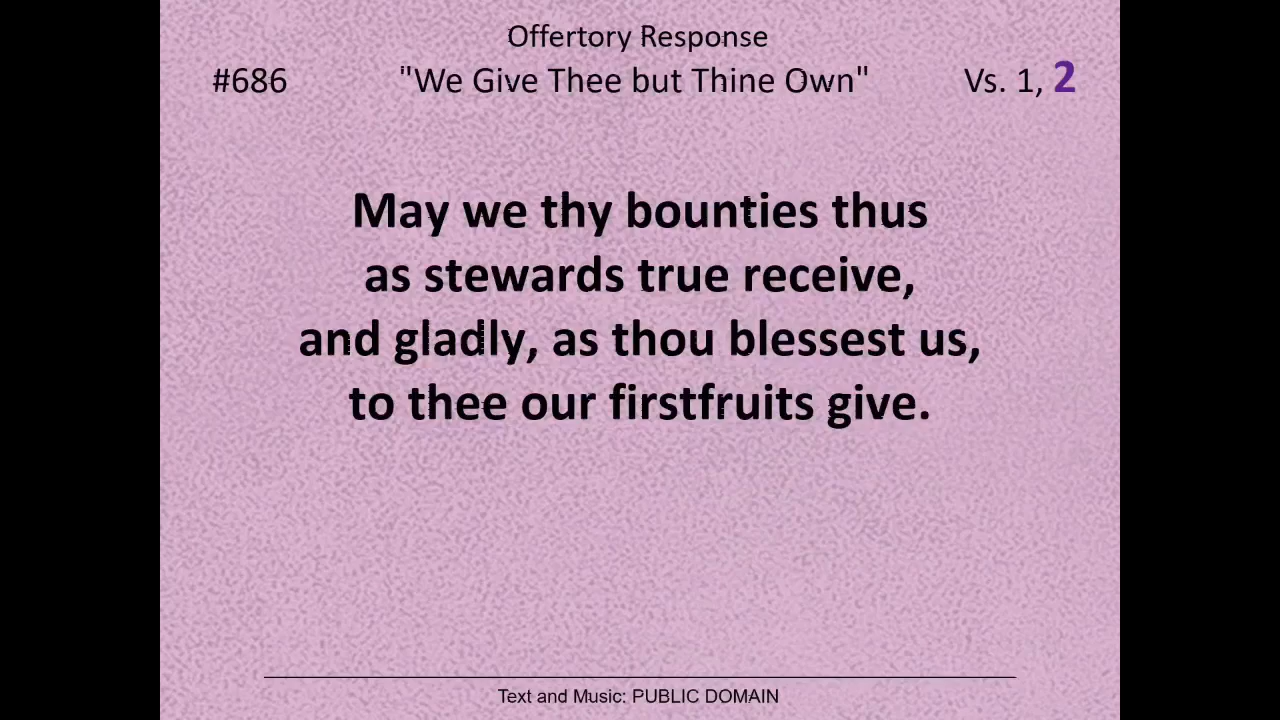 Offertory Response
#686 "We Give Thee but Thine Own" Vs. 1, 2
May we thy bounties thus
as stewards true receive,
and gladly, as thou blessest us,
to thee our firstfruits give.
Text and Music: PUBLIC DOMAIN